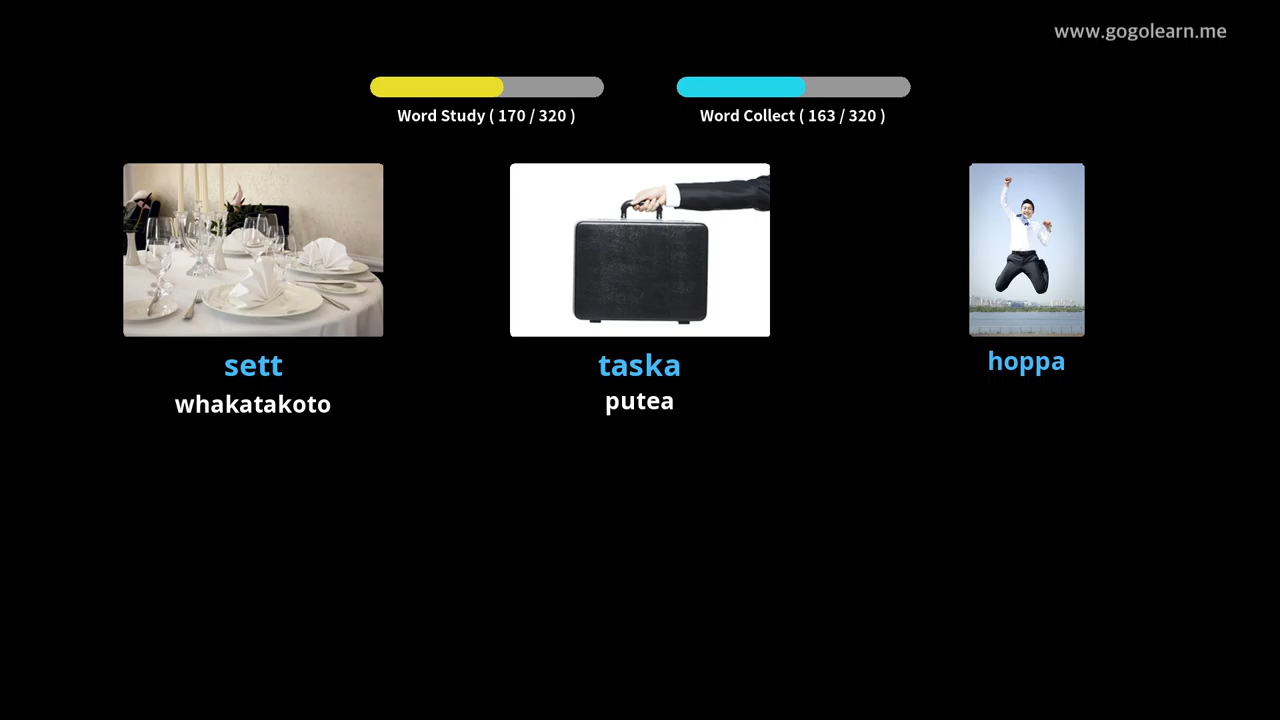 www.gogolearn.me
Word Study ( 170 / 320 )
Word Collect ( 163 / 320 )
sett
whakatakoto
taska
putea
hoppa